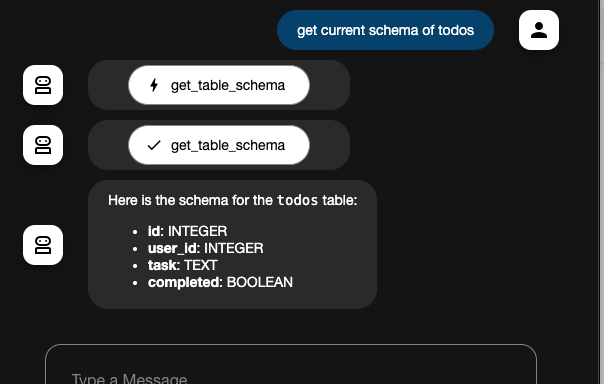 get current schema of todos
get_table_schema
get_table_schema
Here is the schema for the todos table:
• id: INTEGER
• user_id: INTEGER
• task: TEXT
• completed: BOOLEAN
Type a Message